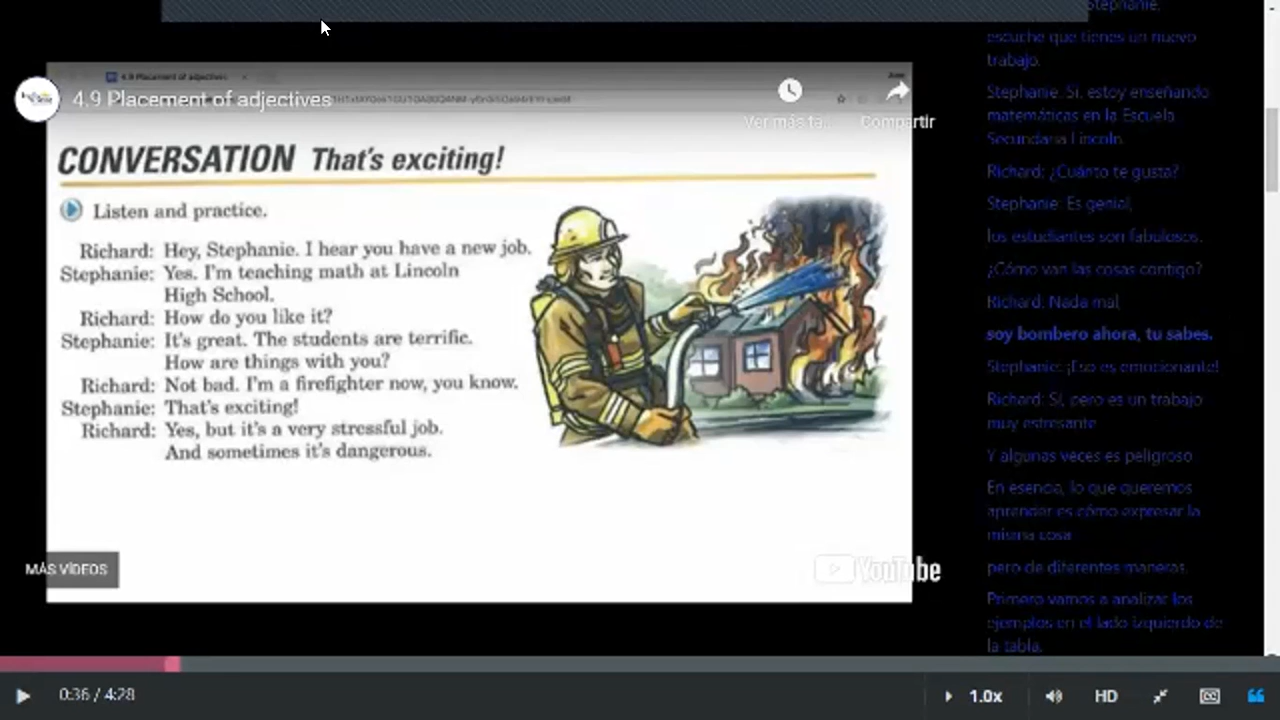 4.9 Placement of adjectives
4.9 Placement of adjectives
Ver más ta...
Compartir
CONVERSATION That's exciting!
Listen and practice.
Richard: Hey, Stephanie. I hear you have a new job.
Stephanie: Yes. I'm teaching math at Lincoln
High School.
Richard: How do you like it?
Stephanie: It's great. The students are terrific.
How are things with you?
Richard: Not bad. I'm a firefighter now, you know.
Stephanie: That's exciting!
Richard: Yes, but it's a very stressful job.
And sometimes it's dangerous.
MÁS VÍDEOS
YouTube
Stephanie.
escuche que tienes un nuevo
trabajo.
Stephanie: Si, estoy enseñando
matemáticas en la Escuela
Secundaria Lincoln.
Richard: ¿Cuánto te gusta?
Stephanie: Es genial,
los estudiantes son fabulosos.
¿Cómo van las cosas contigo?
Richard: Nada mal,
soy bombero ahora, tu sabes.
Stephanie: ¡Eso es emocionante!
Richard: Sí, pero es un trabajo
muy estresante
Y algunas veces es peligroso
En esencia, lo que queremos
aprender es cómo expresar la
misma cosa
pero de diferentes maneras.
Primero vamos a analizar los
ejemplos en el lado izquierdo de
la tabla.
0:36 / 4:28
1.0x
HD